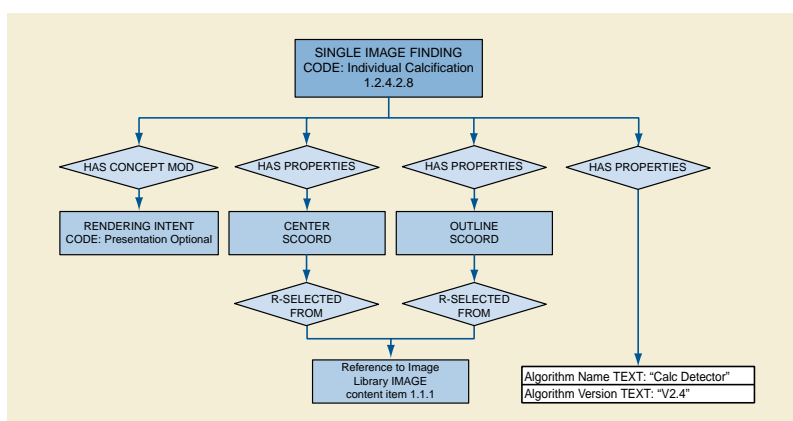 SINGLE IMAGE FINDING
CODE: Individual Calcification
1.2.4.2.8
HAS CONCEPT MOD
HAS PROPERTIES
HAS PROPERTIES
HAS PROPERTIES
RENDERING INTENT
CODE: Presentation Optional
CENTER
SCOORD
OUTLINE
SCOORD
R-SELECTED
FROM
R-SELECTED
FROM
Reference to Image
Library IMAGE
content item 1.1.1
Algorithm Name TEXT: “Calc Detector”
Algorithm Version TEXT: “V2.4”